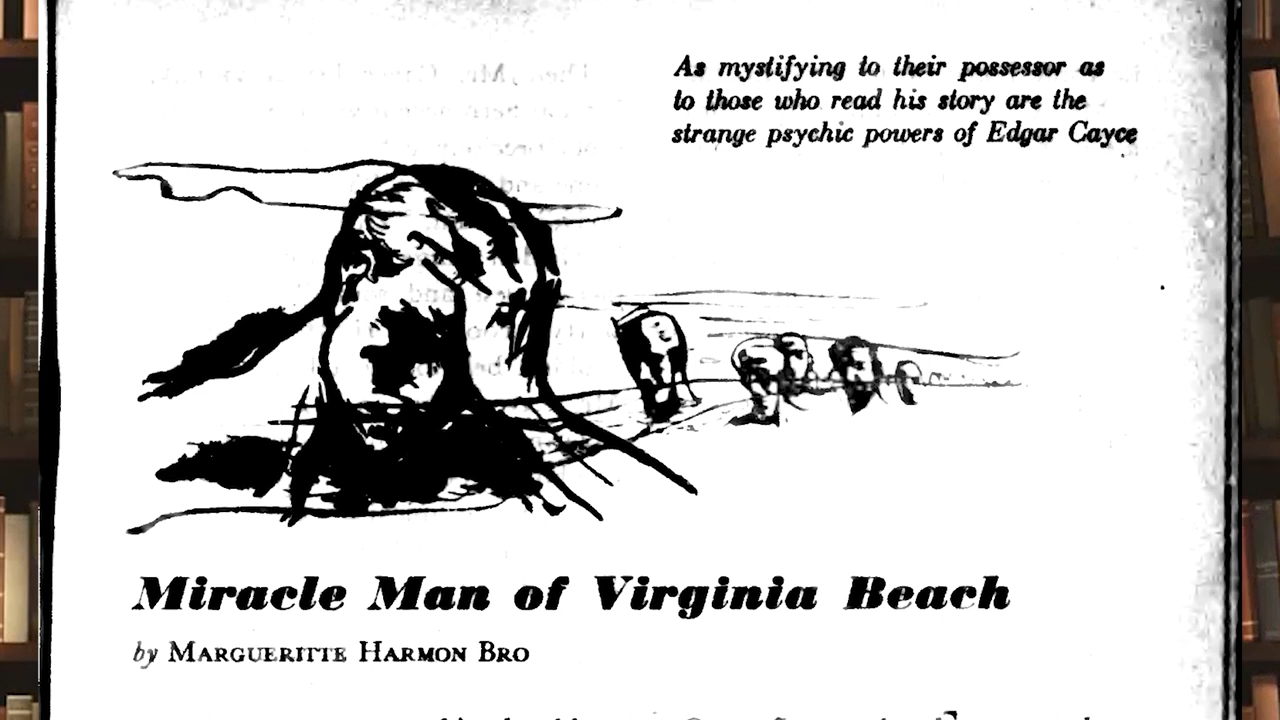 As mystifying to their possessor as
to those who read his story are the
strange psychic powers of Edgar Cayce
Miracle Man of Virginia Beach
by MARGUERITTE HARMON BRO